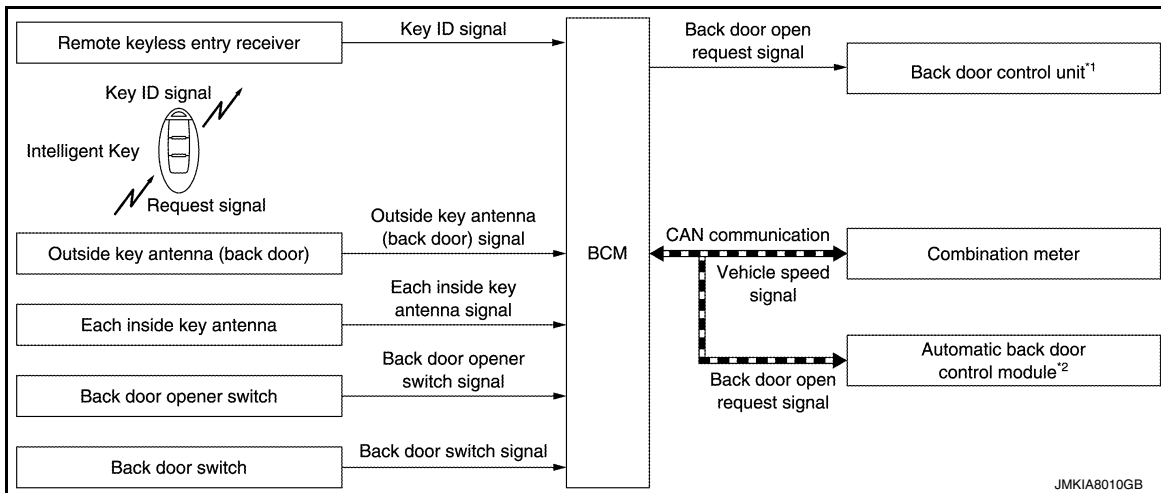 Remote keyless entry receiver
Key ID signal
Back door open
request signal
Back door control unit*1
Key ID signal
Intelligent Key
Request signal
Outside key antenna (back door)
Outside key antenna
(back door) signal
BCM
CAN communication
Vehicle speed
signal
Combination meter
Each inside key antenna
Each inside key
antenna signal
Automatic back door
control module*2
Back door open
request signal
Back door opener switch
Back door opener
switch signal
Back door switch
Back door switch signal
JMKIA8010GB